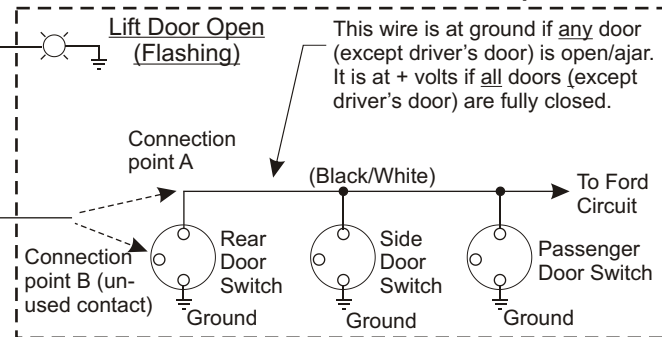 Lift Door Open
(Flashing)
This wire is at ground if any door
(except driver's door) is open/ajar.
It is at + volts if all doors (except
driver's door) are fully closed.
Connection
point A
(Black/White)
To Ford
Circuit
Connection
point B (un-
used contact)
Rear
Door
Switch
Side
Door
Switch
Passenger
Door Switch
Ground
Ground
Ground